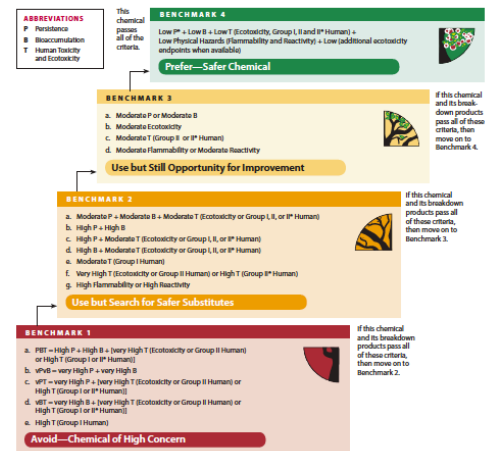 ABBREVIATIONS
P Persistence
B Bioaccumulation
T Human Toxicity
and Ecotoxicity
This
chemical
passes
all of the
criteria.
BENCHMARK 4
Low P* + Low B + Low T (Ecotoxicity, Group I, II and II* Human) +
Low Physical Hazards (Flammability and Reactivity) + Low (additional ecotoxicity
endpoints when available)
Prefer—Safer Chemical
BENCHMARK 3
a. Moderate P or Moderate B
b. Moderate Ecotoxicity
c. Moderate T (Group II or II* Human)
d. Moderate Flammability or Moderate Reactivity
Use but Still Opportunity for Improvement
If this chemical
and its break-
down products
pass all of these
criteria, then
move on to
Benchmark 4.
BENCHMARK 2
a. Moderate P + Moderate B + Moderate T (Ecotoxicity or Group I, II, or II* Human)
b. High P + High B
c. High P + Moderate T (Ecotoxicity or Group I, II, or II* Human)
d. High B + Moderate T (Ecotoxicity or Group I, II, or II* Human)
e. Moderate T (Group I Human)
f. Very High T (Ecotoxicity or Group II Human) or High T (Group II* Human)
g. High Flammability or High Reactivity
Use but Search for Safer Substitutes
If this chemical
and its breakdown
products pass all
of these criteria,
then move on to
Benchmark 3.
BENCHMARK 1
a. PBT = High P + High B + [very High T (Ecotoxicity or Group II Human)
or High T (Group I or II* Human)]
b. vPvB = very High P + very High B
c. vPT = very High P + [very High T (Ecotoxicity or Group II Human) or
High T (Group I or II* Human)]
d. vBT = very High B + [very High T (Ecotoxicity or Group II Human) or
High T (Group I or II* Human)]
e. High T (Group I Human)
Avoid—Chemical of High Concern
If this chemical
and its breakdown
products pass all
of these criteria,
then move on to
Benchmark 2.